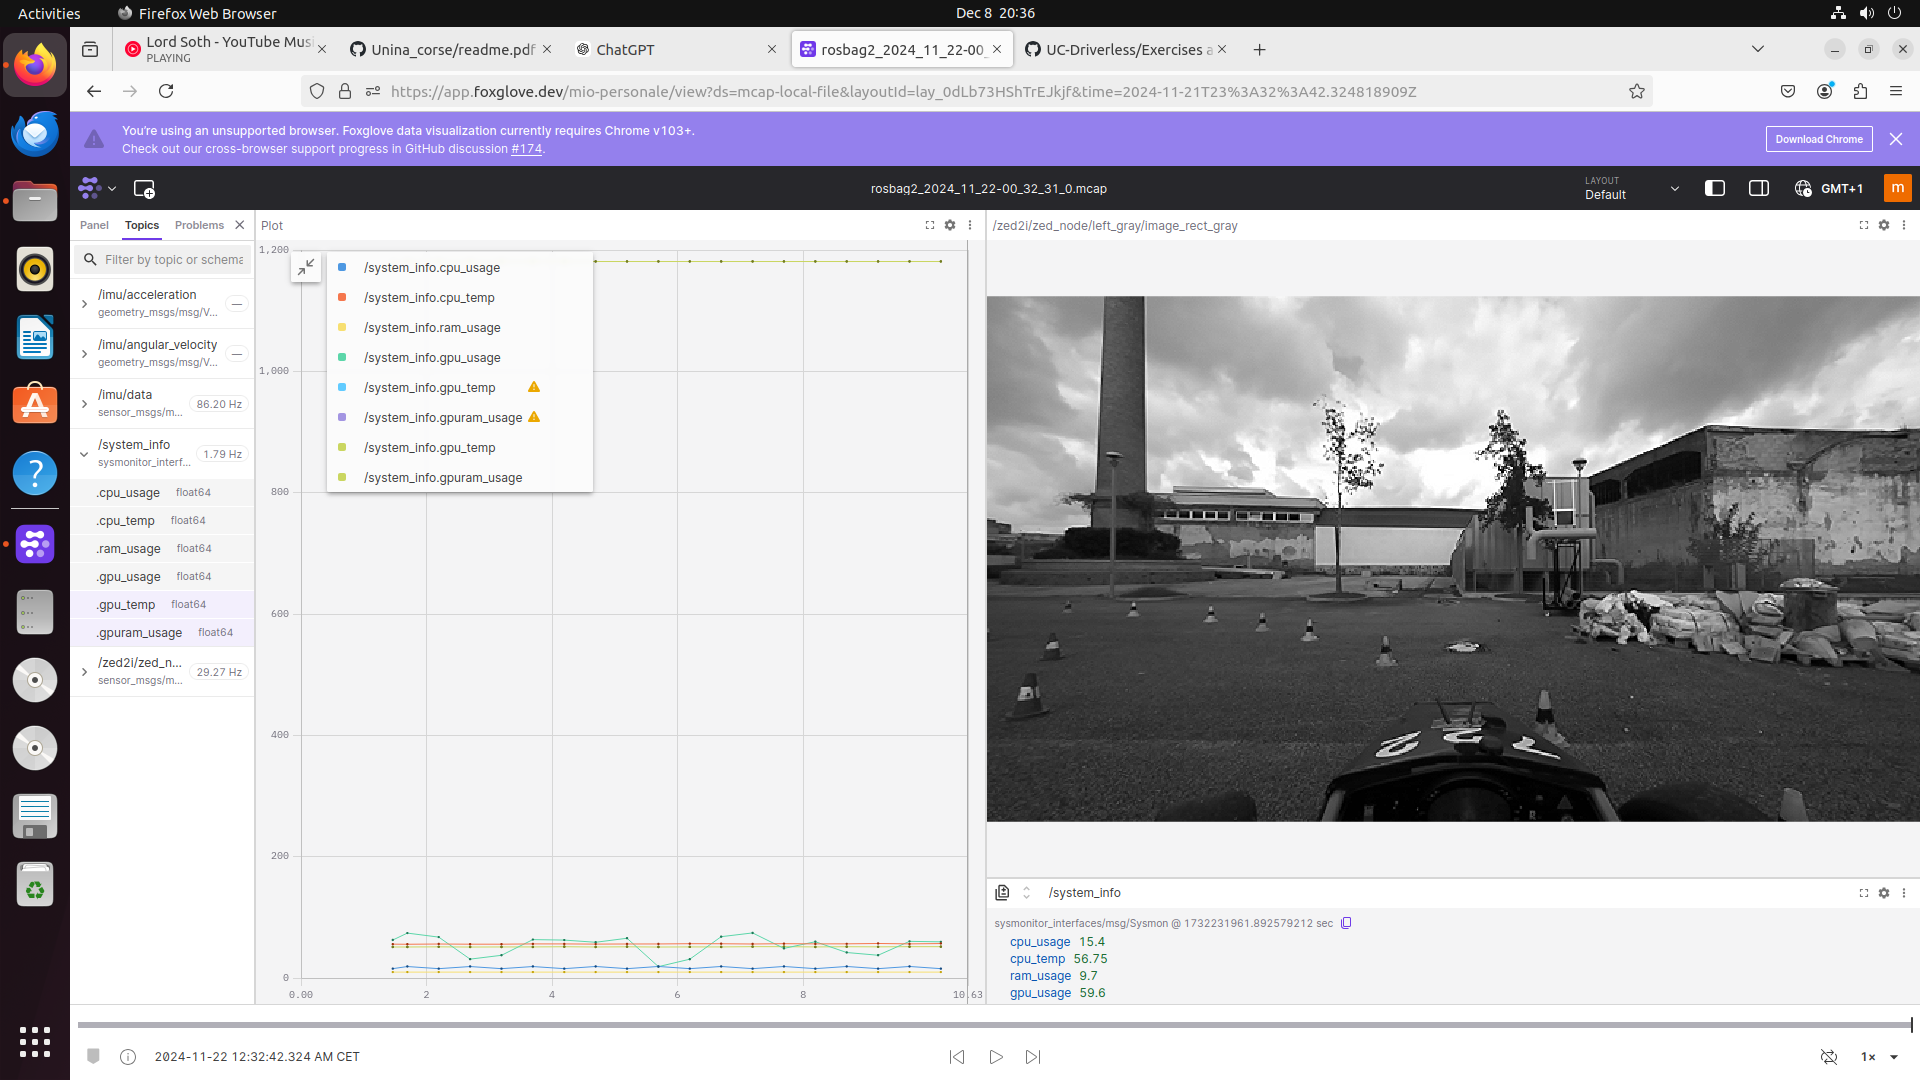 Activities
Firefox Web Browser
Dec 8 20:36
Lord Soth - YouTube Musi
PLAYING
Unina_corse/readme.pdf
ChatGPT
rosbag2_2024_11_22-00_
UC-Driverless/Exercises a
https://app.foxglove.dev/mio-personale/view?ds=mcap-local-file&layoutId=lay_0dLb73HShTrEJkjf&time=2024-11-21T23%3A32%3A42.324818909Z
You're using an unsupported browser. Foxglove data visualization currently requires Chrome v103+.
Check out our cross-browser support progress in GitHub discussion #174.
Download Chrome
rosbag2_2024_11_22-00_32_31_0.mcap
LAYOUT
Default
GMT+1
m
Panel
Topics
Problems
Filter by topic or schema
/imu/acceleration
geometry_msgs/msg/V...
—
/imu/angular_velocity
geometry_msgs/msg/V...
—
/imu/data
sensor_msgs/m...
86.20 Hz
/system_info
sysmonitor_interf...
1.79 Hz
.cpu_usage float64
.cpu_temp float64
.ram_usage float64
.gpu_usage float64
.gpu_temp float64
.gpuram_usage float64
/zed2i/zed_n...
sensor_msgs/m...
29.27 Hz
Plot
1,200
1,000
800
600
400
200
0
0.00
2
4
6
8
10.63
/system_info.cpu_usage
/system_info.cpu_temp
/system_info.ram_usage
/system_info.gpu_usage
/system_info.gpu_temp
/system_info.gpuram_usage
/system_info.gpu_temp
/system_info.gpuram_usage
/zed2i/zed_node/left_gray/image_rect_gray
/system_info
sysmonitor_interfaces/msg/Sysmon @ 1732231961.892579212 sec
cpu_usage 15.4
cpu_temp 56.75
ram_usage 9.7
gpu_usage 59.6
2024-11-22 12:32:42.324 AM CET
1×